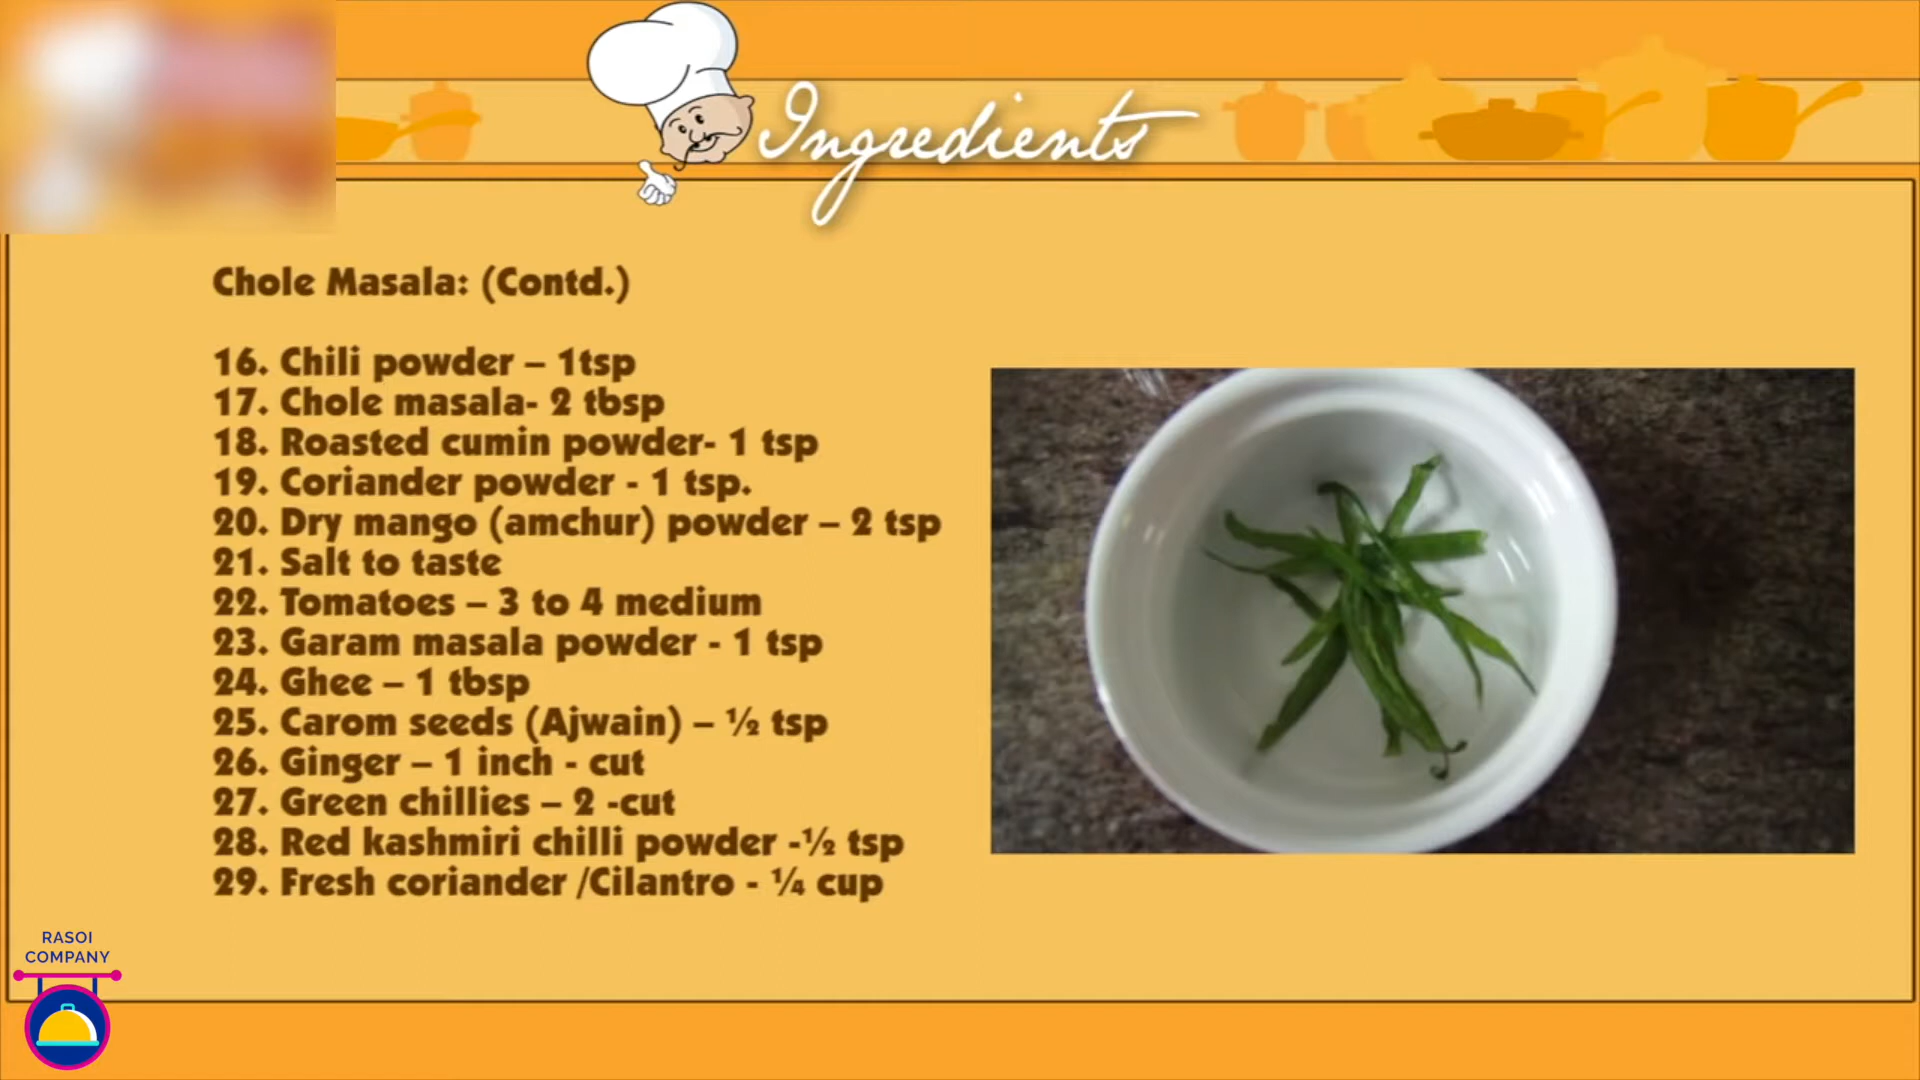 Ingredients
Chole Masala: (Contd.)
16. Chili powder – 1tsp
17. Chole masala- 2 tbsp
18. Roasted cumin powder- 1 tsp
19. Coriander powder - 1 tsp.
20. Dry mango (amchur) powder – 2 tsp
21. Salt to taste
22. Tomatoes – 3 to 4 medium
23. Garam masala powder - 1 tsp
24. Ghee – 1 tbsp
25. Carom seeds (Ajwain) – ½ tsp
26. Ginger – 1 inch - cut
27. Green chillies – 2 -cut
28. Red kashmiri chilli powder -½ tsp
29. Fresh coriander /Cilantro - ¼ cup
RASOI
COMPANY